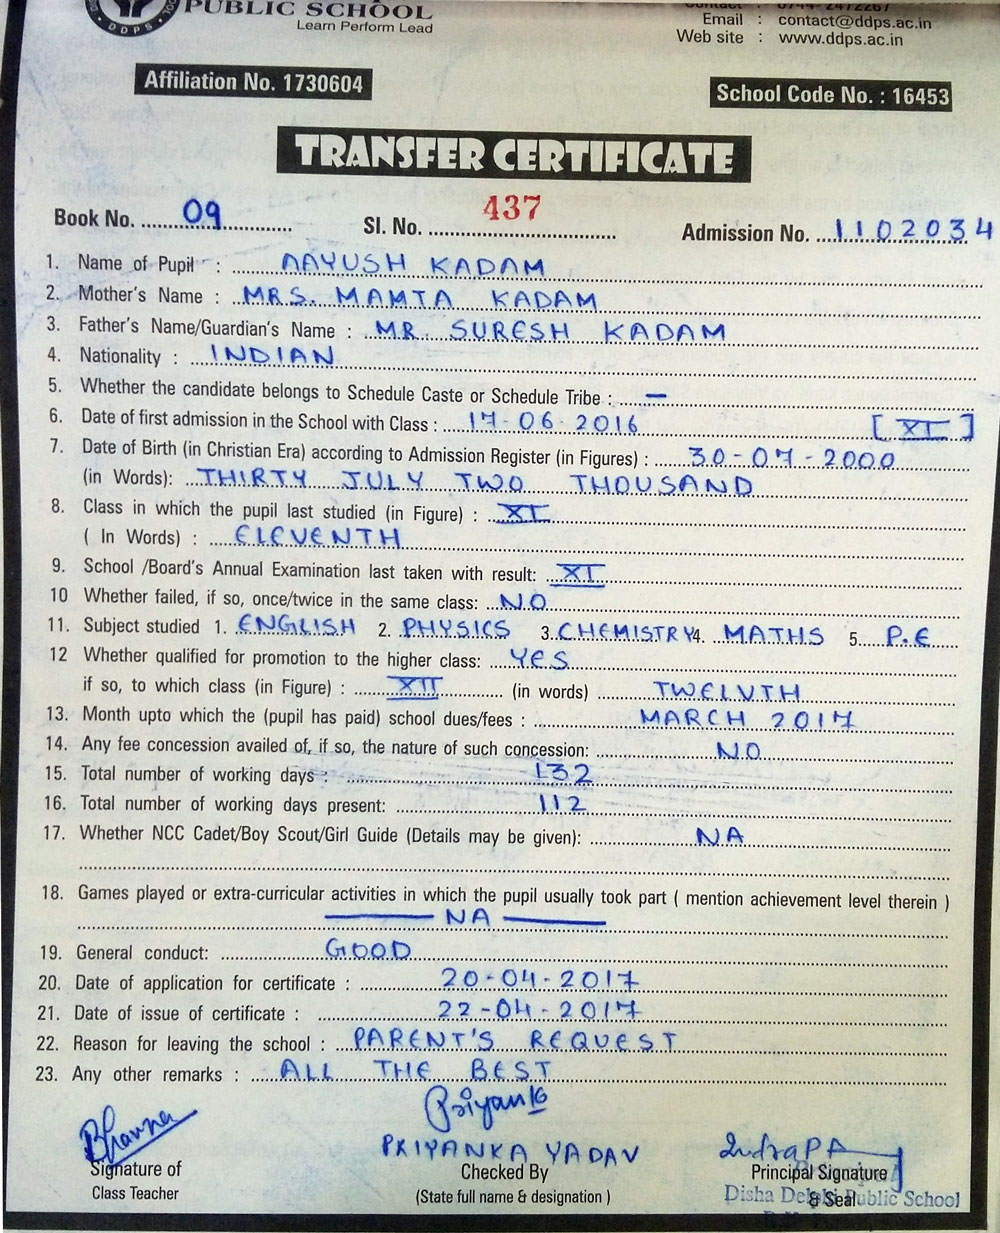 PUBLIC SCHOOL
Learn Perform Lead
DDPS
Contact : 0744-2472267
Email : contact@ddps.ac.in
Web site : www.ddps.ac.in
Affiliation No. 1730604
School Code No. : 16453
TRANSFER CERTIFICATE
Book No. 09 Sl. No. 437 Admission No. 1102034
1. Name of Pupil : AAYUSH KADAM
2. Mother's Name : MRS. MAMTA KADAM
3. Father's Name/Guardian's Name : MR. SURESH KADAM
4. Nationality : INDIAN
5. Whether the candidate belongs to Schedule Caste or Schedule Tribe : —
6. Date of first admission in the School with Class : 17-06-2016 [XI]
7. Date of Birth (in Christian Era) according to Admission Register (in Figures) : 30-07-2000
(in Words): THIRTY JULY TWO THOUSAND
8. Class in which the pupil last studied (in Figure) : XI
( In Words) : ELEVENTH
9. School /Board's Annual Examination last taken with result: XI
10 Whether failed, if so, once/twice in the same class: NO
11. Subject studied 1. ENGLISH 2. PHYSICS 3. CHEMISTRY 4. MATHS 5. P.E
12 Whether qualified for promotion to the higher class: YES
if so, to which class (in Figure) : XII (in words) TWELVTH
13. Month upto which the (pupil has paid) school dues/fees : MARCH 2017
14. Any fee concession availed of, if so, the nature of such concession: NO
15. Total number of working days : 132
16. Total number of working days present: 112
17. Whether NCC Cadet/Boy Scout/Girl Guide (Details may be given): NA
18. Games played or extra-curricular activities in which the pupil usually took part ( mention achievement level therein )
— NA —
19. General conduct: GOOD
20. Date of application for certificate : 20-04-2017
21. Date of issue of certificate : 22-04-2017
22. Reason for leaving the school : PARENT'S REQUEST
23. Any other remarks : ALL THE BEST
Bhavna Priyanka
PRIYANKA YADAV
Signature of Checked By Principal Signature
Class Teacher (State full name & designation ) & Seal
Disha Delphi Public School